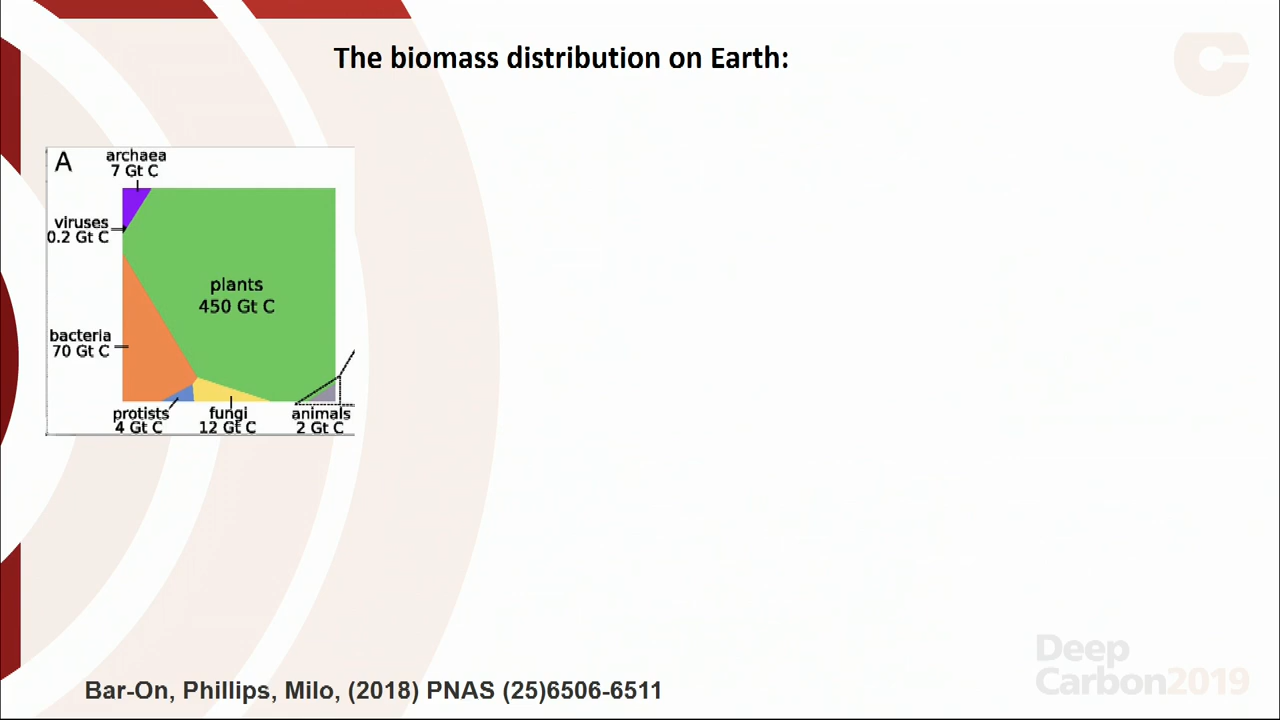 The biomass distribution on Earth:
A
archaea
7 Gt C
viruses
0.2 Gt C
plants
450 Gt C
bacteria
70 Gt C
protists
4 Gt C
fungi
12 Gt C
animals
2 Gt C
Deep
Carbon2019
Bar-On, Phillips, Milo, (2018) PNAS (25)6506-6511